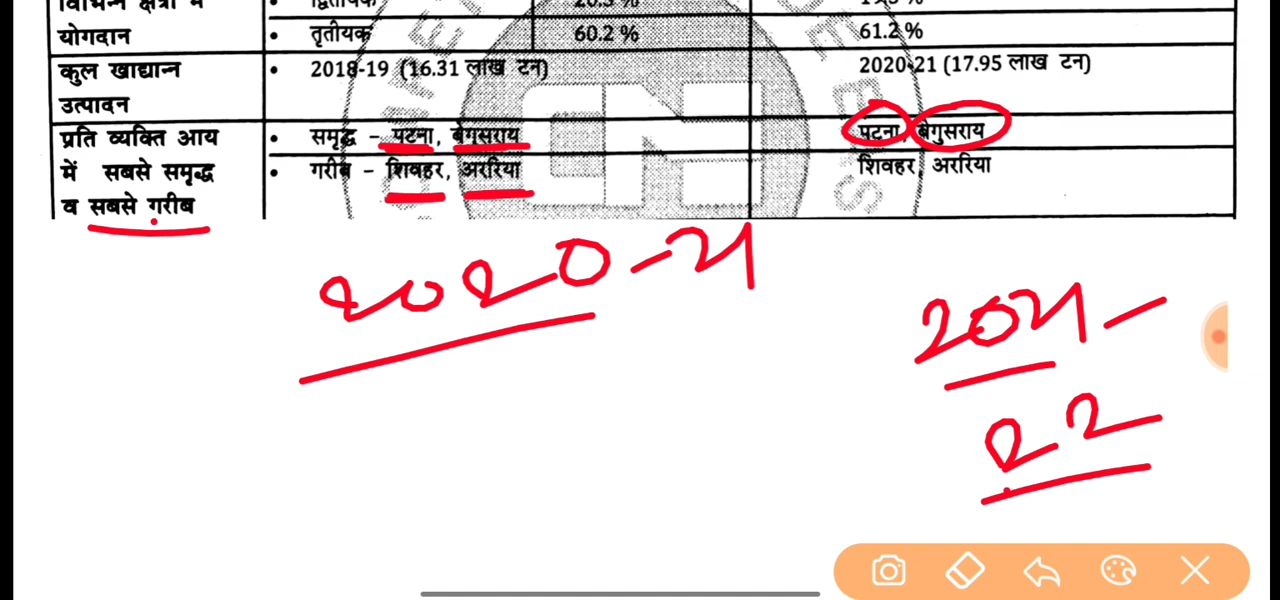 योगदान • तृतीयक 60.2 % 61.2 %
कुल खाद्यान्न • 2018-19 (16.31 लाख टन) 2020-21 (17.95 लाख टन)
उत्पादन
प्रति व्यक्ति आय • समृद्ध – पटना, बेगुसराय पटना, बेगुसराय
में सबसे समृद्ध • गरीब – शिवहर, अररिया शिवहर, अररिया
व सबसे गरीब
2020-21
2021-
22